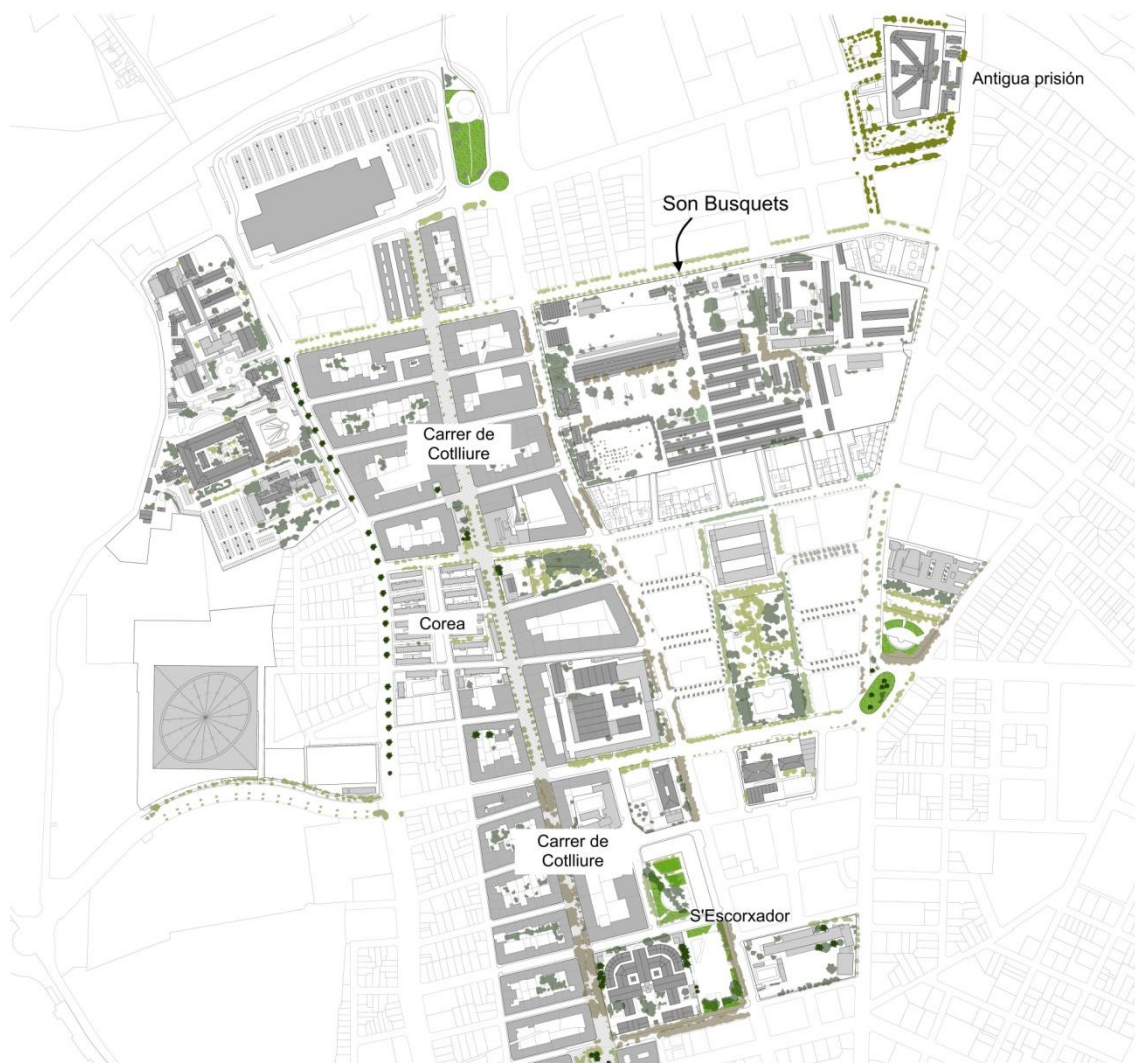 Antigua prisión
Son Busquets
Carrer de
Cotlliure
Corea
Carrer de
Cotlliure
S'Escorxador